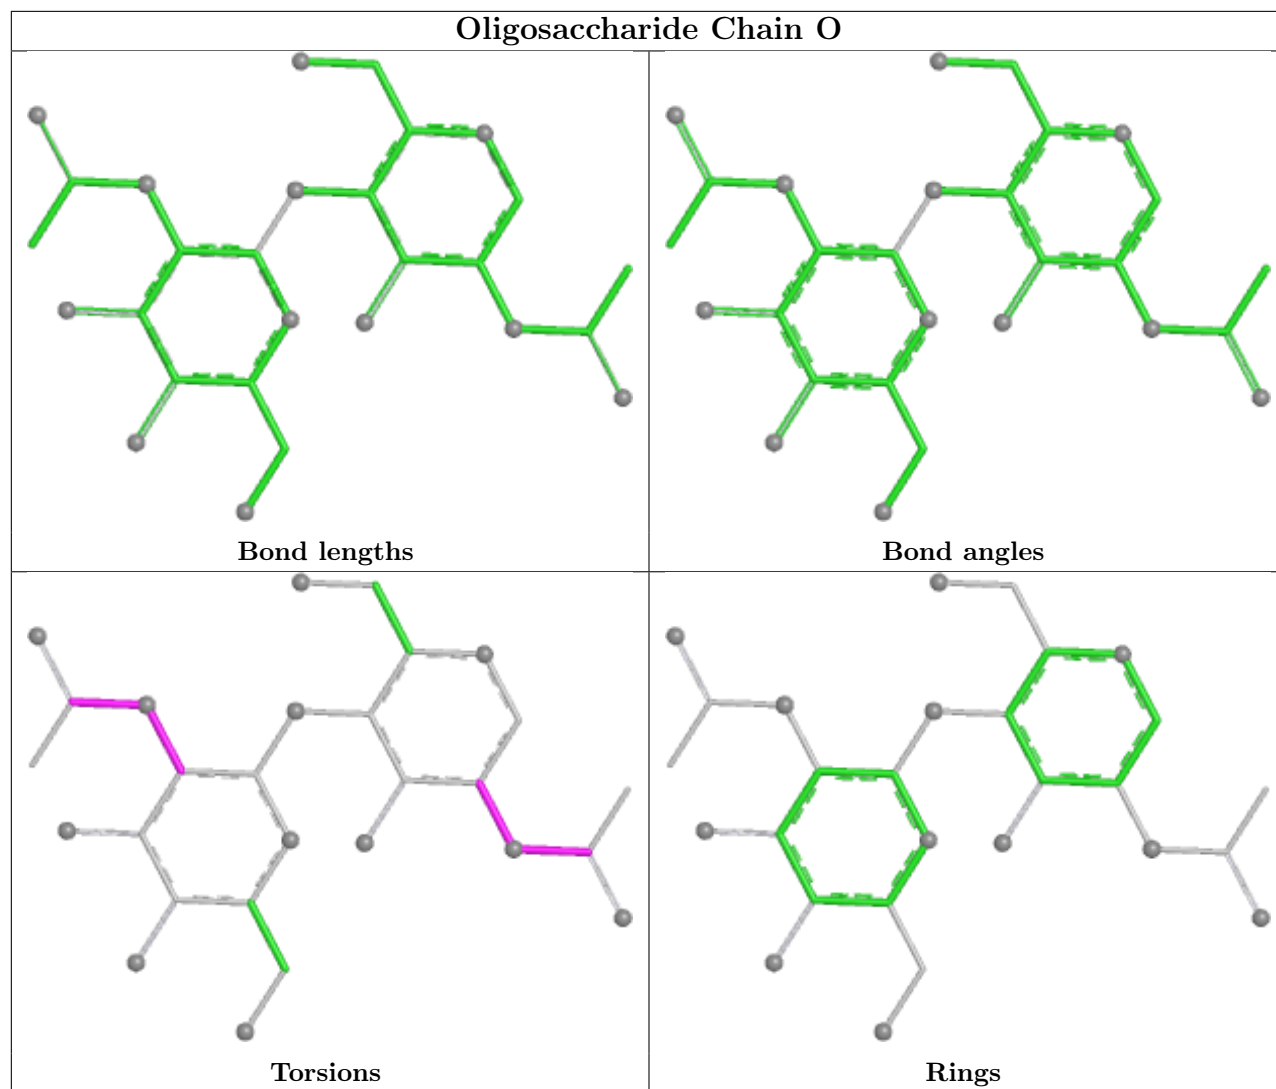 Oligosaccharide Chain O
Bond lengths
Bond angles
Torsions
Rings